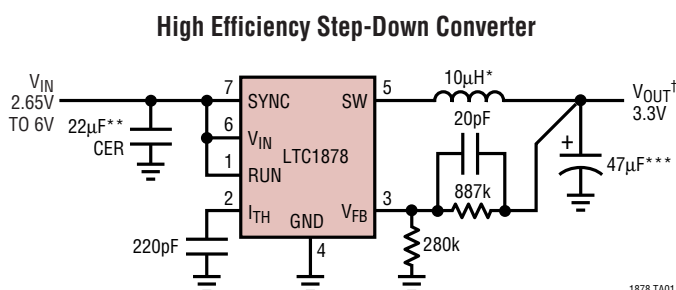 High Efficiency Step-Down Converter
VIN
2.65V
TO 6V
22µF**
CER
7
SYNC
6
VIN
1
RUN
2
ITH
220pF
LTC1878
GND
4
5
SW
3
VFB
10µH*
20pF
887k
280k
VOUT†
3.3V
+
47µF***
1878 TA01